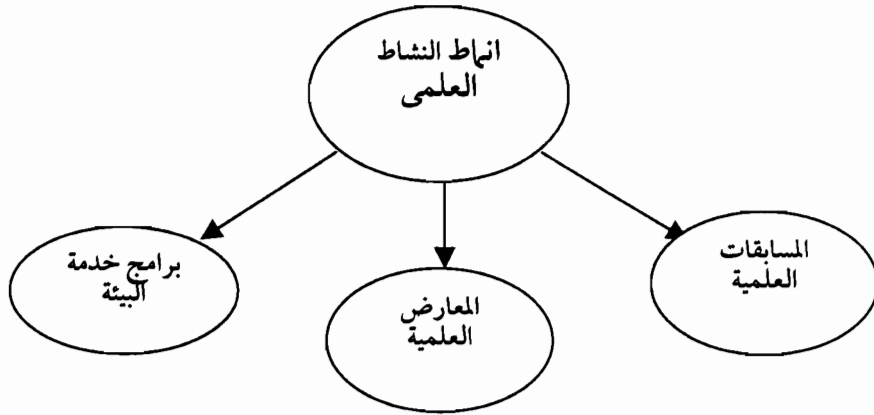 انماط النشاط
العلمى
المسابقات
العلمية
المعارض
العلمية
برامج خدمة
البيئة